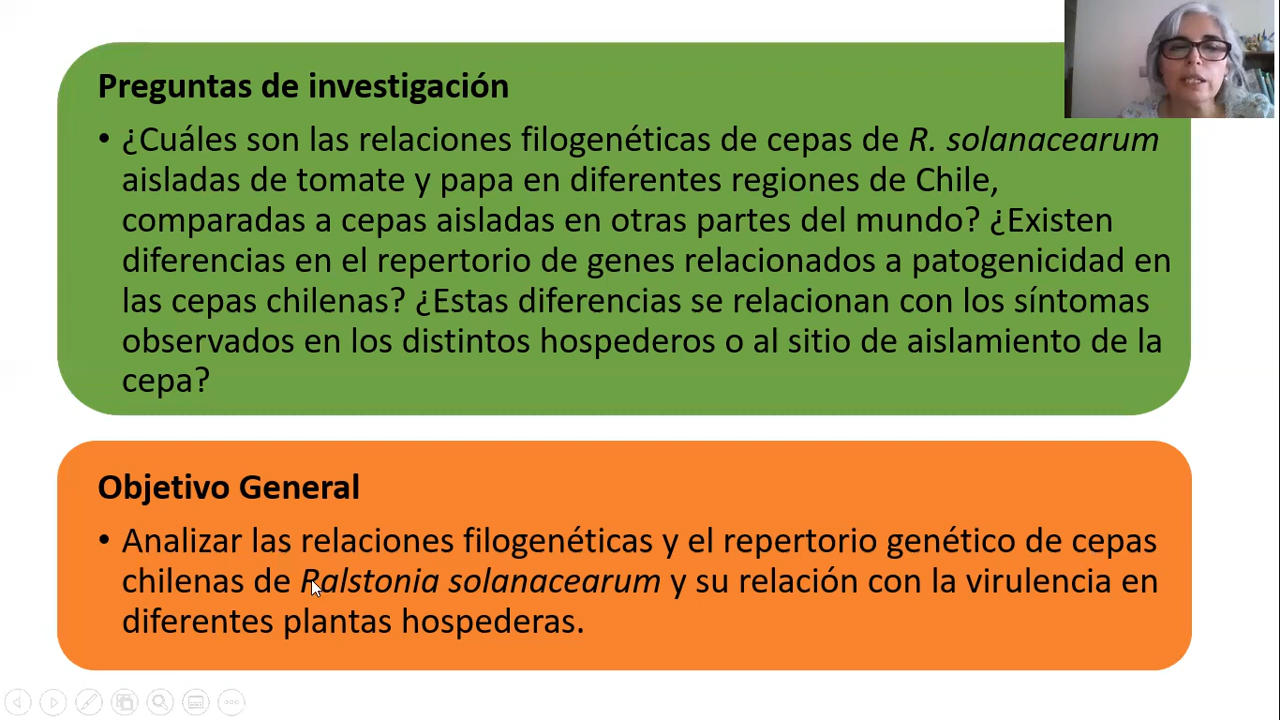 Preguntas de investigación
• ¿Cuáles son las relaciones filogenéticas de cepas de R. solanacearum
aisladas de tomate y papa en diferentes regiones de Chile,
comparadas a cepas aisladas en otras partes del mundo? ¿Existen
diferencias en el repertorio de genes relacionados a patogenicidad en
las cepas chilenas? ¿Estas diferencias se relacionan con los síntomas
observados en los distintos hospederos o al sitio de aislamiento de la
cepa?
Objetivo General
• Analizar las relaciones filogenéticas y el repertorio genético de cepas
chilenas de Ralstonia solanacearum y su relación con la virulencia en
diferentes plantas hospederas.